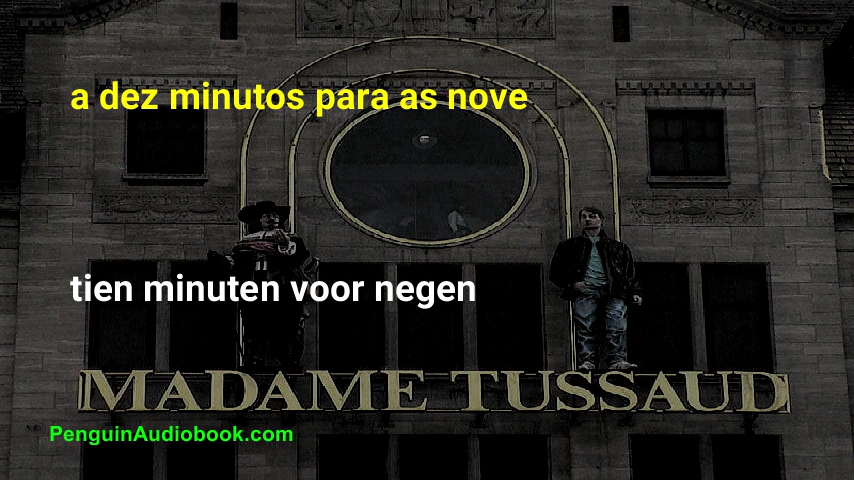 a dez minutos para as nove
tien minuten voor negen
MADAME TUSSAUD
PenguinAudiobook.com